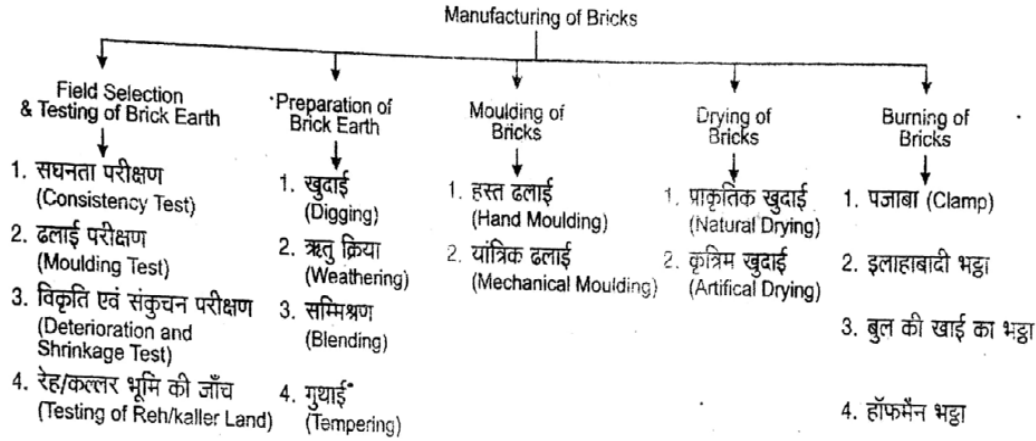 Manufacturing of Bricks
Field Selection
& Testing of Brick Earth
1. सघनता परीक्षण
(Consistency Test)
2. ढलाई परीक्षण
(Moulding Test)
3. विकृति एवं संकुचन परीक्षण
(Deterioration and
Shrinkage Test)
4. रेह/कल्लर भूमि की जाँच
(Testing of Reh/kaller Land)
Preparation of
Brick Earth
1. खुदाई
(Digging)
2. ऋतु क्रिया
(Weathering)
3. सम्मिश्रण
(Blending)
4. गुथाई
(Tempering)
Moulding of
Bricks
1. हस्त ढलाई
(Hand Moulding)
2. यांत्रिक ढलाई
(Mechanical Moulding)
Drying of
Bricks
1. प्राकृतिक खुदाई
(Natural Drying)
2. कृत्रिम खुदाई
(Artifical Drying)
Burning of
Bricks
1. पजाबा (Clamp)
2. इलाहाबादी भट्ठा
3. बुल की खाई का भट्ठा
4. हॉफमैन भट्ठा